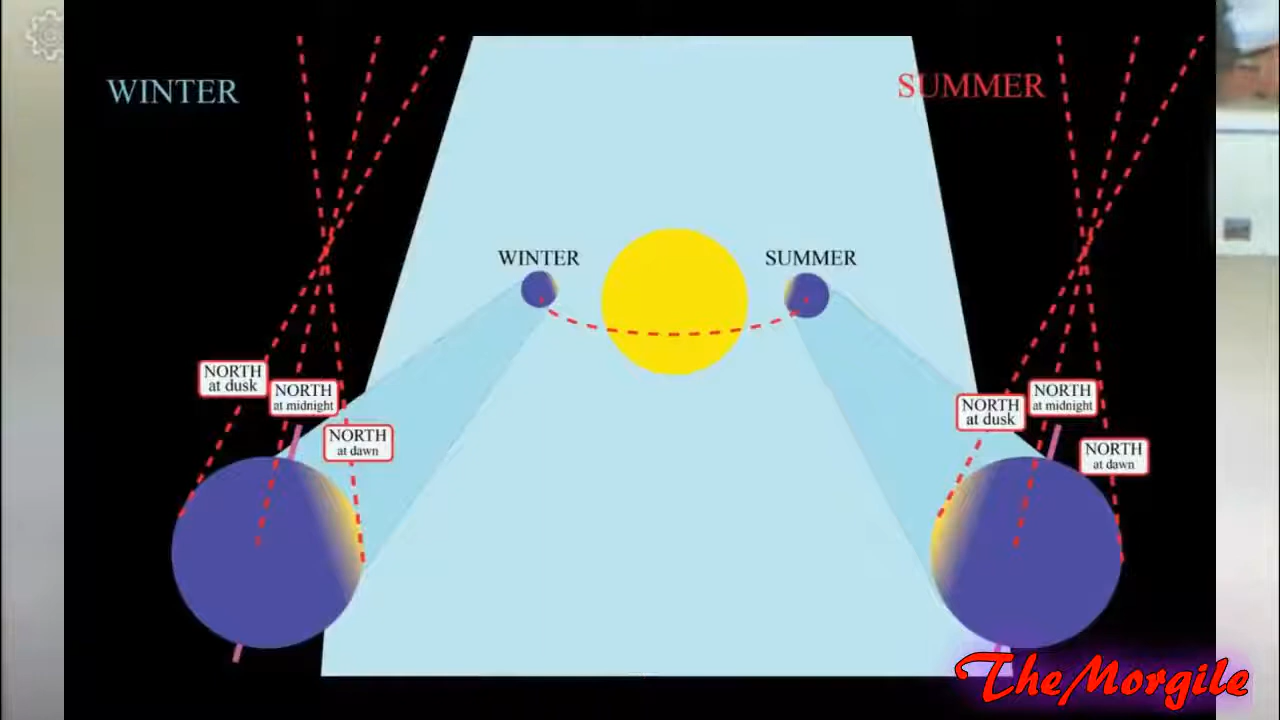 WINTER
SUMMER
WINTER
SUMMER
NORTH
at dusk
NORTH
at midnight
NORTH
at dawn
NORTH
at dusk
NORTH
at midnight
NORTH
at dawn
TheMorgile